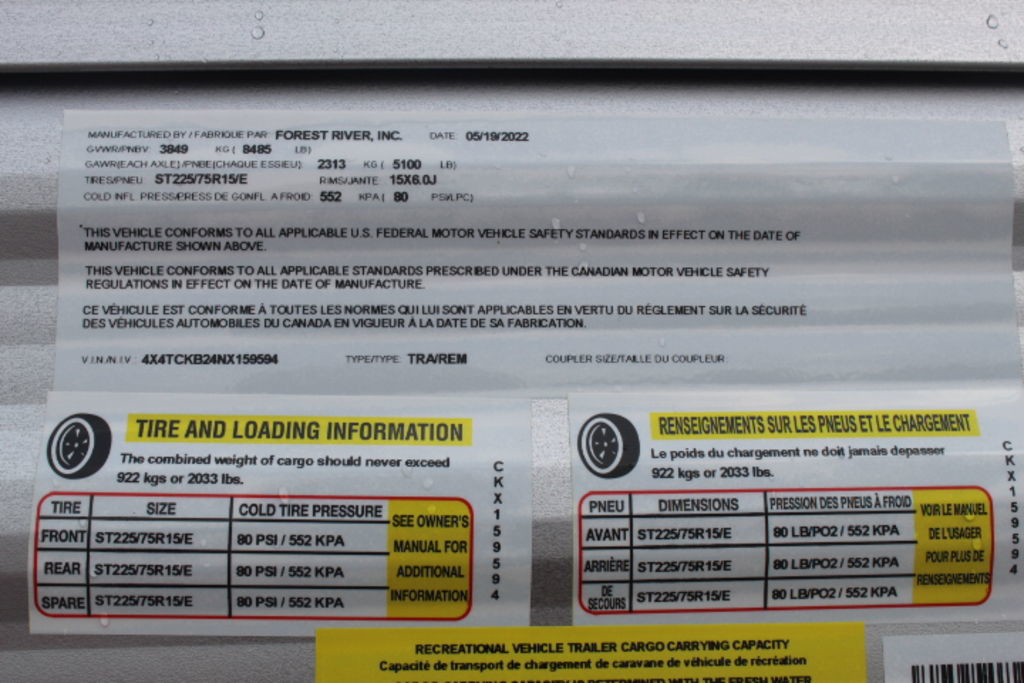 MANUFACTURED BY / FABRIQUE PAR: FOREST RIVER, INC. DATE: 05/19/2022
GVWR/PNBV: 3849 KG ( 8485 LB)
GAWR(EACH AXLE)/PNBE(CHAQUE ESSIEU): 2313 KG ( 5100 LB)
TIRES/PNEU: ST225/75R15/E RIMS/JANTE: 15X6.0J
COLD INFL PRESS/PRESS DE GONFL A FROID: 552 KPA ( 80 PSI/LPC)
THIS VEHICLE CONFORMS TO ALL APPLICABLE U.S. FEDERAL MOTOR VEHICLE SAFETY STANDARDS IN EFFECT ON THE DATE OF
MANUFACTURE SHOWN ABOVE.
THIS VEHICLE CONFORMS TO ALL APPLICABLE STANDARDS PRESCRIBED UNDER THE CANADIAN MOTOR VEHICLE SAFETY
REGULATIONS IN EFFECT ON THE DATE OF MANUFACTURE.
CE VÉHICULE EST CONFORME À TOUTES LES NORMES QUI LUI SONT APPLICABLES EN VERTU DU RÉGLEMENT SUR LA SÉCURITÉ
DES VÉHICULES AUTOMOBILES DU CANADA EN VIGUEUR À LA DATE DE SA FABRICATION.
V.I.N./N.I.V.: 4X4TCKB24NX159594 TYPE/TYPE: TRA/REM COUPLER SIZE/TAILLE DU COUPLEUR
TIRE AND LOADING INFORMATION
The combined weight of cargo should never exceed
922 kgs or 2033 lbs.
TIRE SIZE COLD TIRE PRESSURE
FRONT ST225/75R15/E 80 PSI / 552 KPA
REAR ST225/75R15/E 80 PSI / 552 KPA
SPARE ST225/75R15/E 80 PSI / 552 KPA
SEE OWNER'S
MANUAL FOR
ADDITIONAL
INFORMATION
CKX159594
RENSEIGNEMENTS SUR LES PNEUS ET LE CHARGEMENT
Le poids du chargement ne doit jamais depasser
922 kgs or 2033 lbs.
PNEU DIMENSIONS PRESSION DES PNEUS À FROID
AVANT ST225/75R15/E 80 LB/PO2 / 552 KPA
ARRIÈRE ST225/75R15/E 80 LB/PO2 / 552 KPA
DE SECOURS ST225/75R15/E 80 LB/PO2 / 552 KPA
VOIR LE MANUEL
DE L'USAGER
POUR PLUS DE
RENSEIGNEMENTS
CKX159594
RECREATIONAL VEHICLE TRAILER CARGO CARRYING CAPACITY
Capacité de transport de chargement de caravane de véhicule de récréation
CARGO CARRYING CAPACITY IS DETERMINED WITH THE FRESH WATER